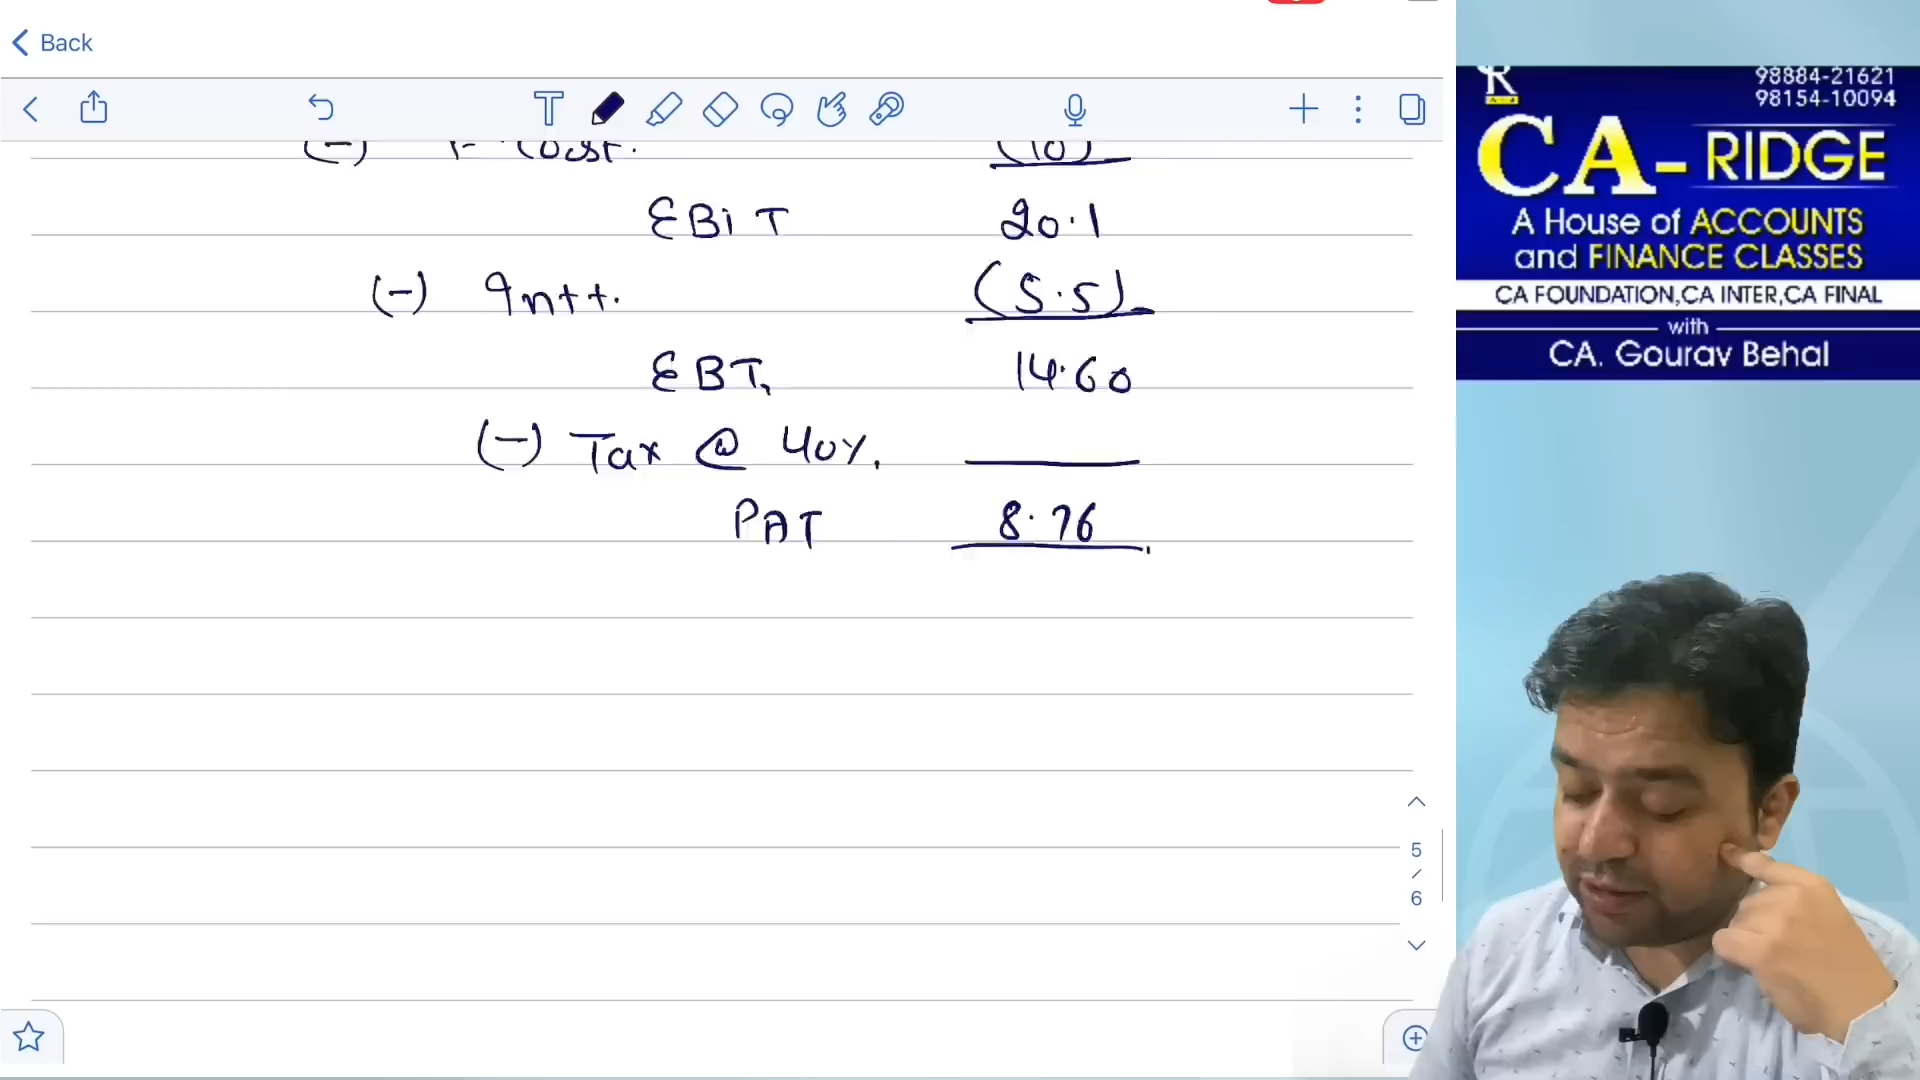 Back
98884-21621
98154-10094
(-) F. Cost. (10)
CA- RIDGE
EBIT 20.1
A House of ACCOUNTS
and FINANCE CLASSES
(-) Intt. (5.5)
CA FOUNDATION,CA INTER,CA FINAL
with
CA. Gourav Behal
EBT, 14.60
(-) Tax @ 40%.
PAT 8.76
5
/
6